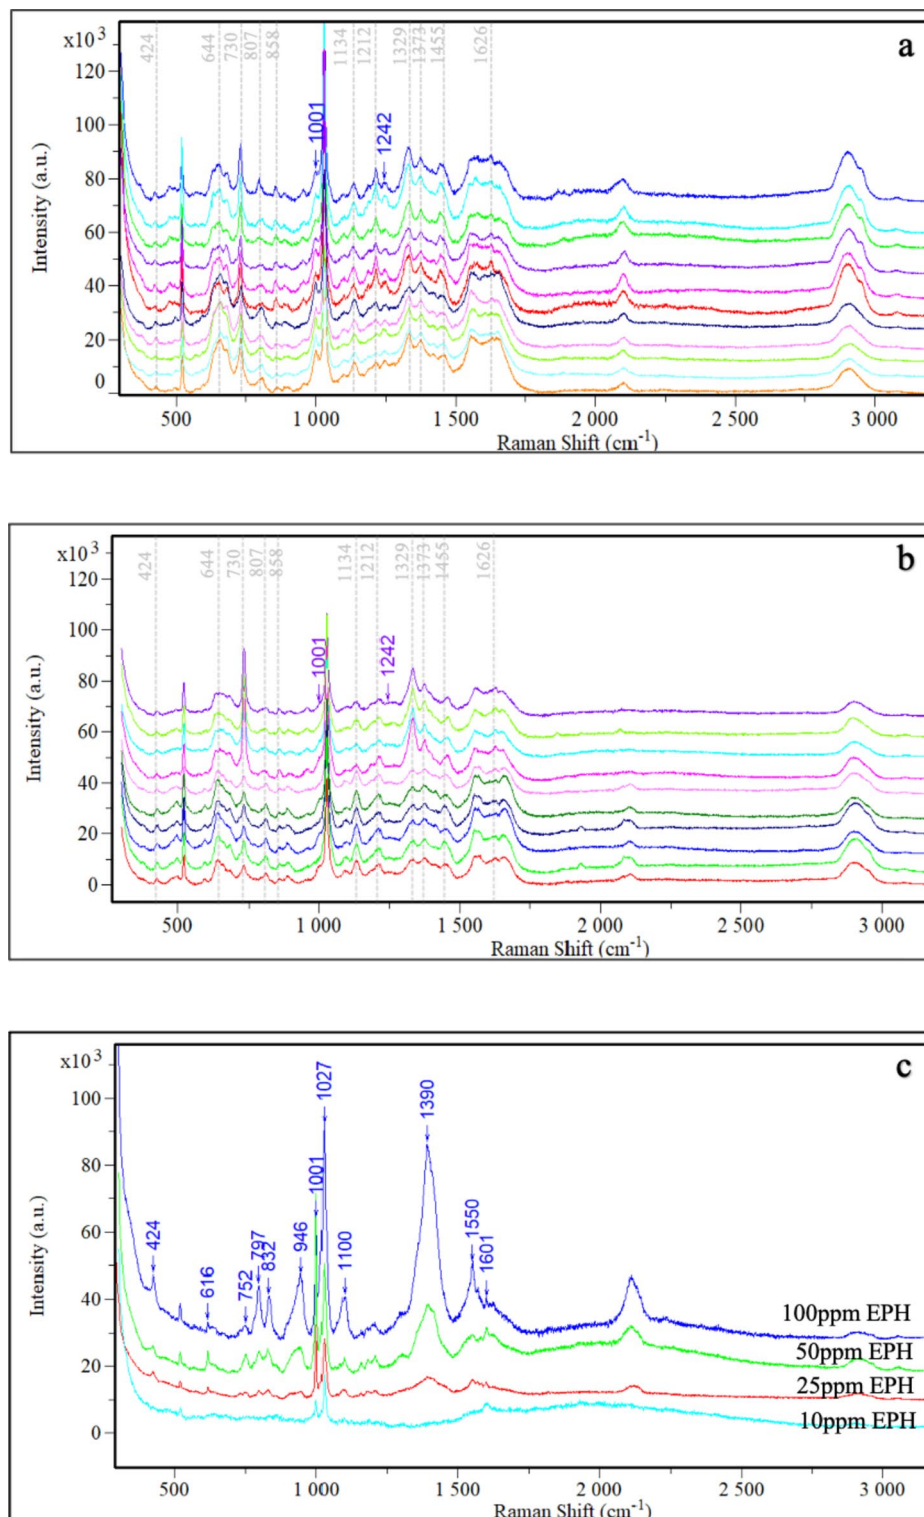 a
x10³
424 644 730 807 858 1134 1212 1329 1373 1455 1626
1001 1242
120
100
80
60
40
20
0
Intensity (a.u.)
500 1 000 1 500 2 000 2 500 3 000
Raman Shift (cm⁻¹)
b
x10³
424 644 730 807 858 1134 1212 1329 1373 1455 1626
1001 1242
120
100
80
60
40
20
0
Intensity (a.u.)
500 1 000 1 500 2 000 2 500 3 000
Raman Shift (cm⁻¹)
c
x10³
424 616 752 797 832 946 1001 1027 1100 1390 1550 1601
100
80
60
40
20
0
Intensity (a.u.)
100ppm EPH
50ppm EPH
25ppm EPH
10ppm EPH
500 1 000 1 500 2 000 2 500 3 000
Raman Shift (cm⁻¹)